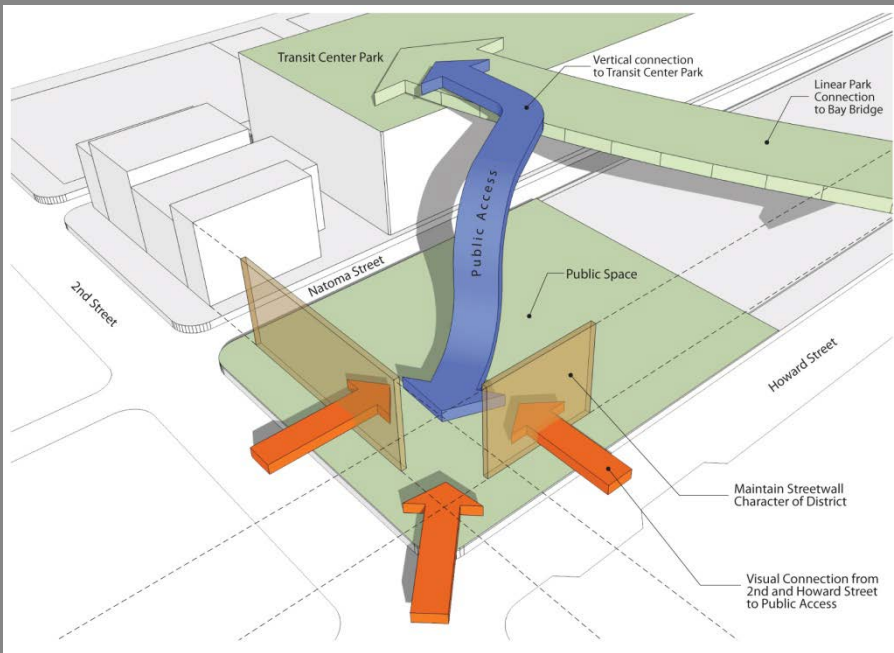 Transit Center Park
Vertical connection
to Transit Center Park
Linear Park
Connection
to Bay Bridge
Public Access
Public Space
Natoma Street
2nd Street
Howard Street
Maintain Streetwall
Character of District
Visual Connection from
2nd and Howard Street
to Public Access